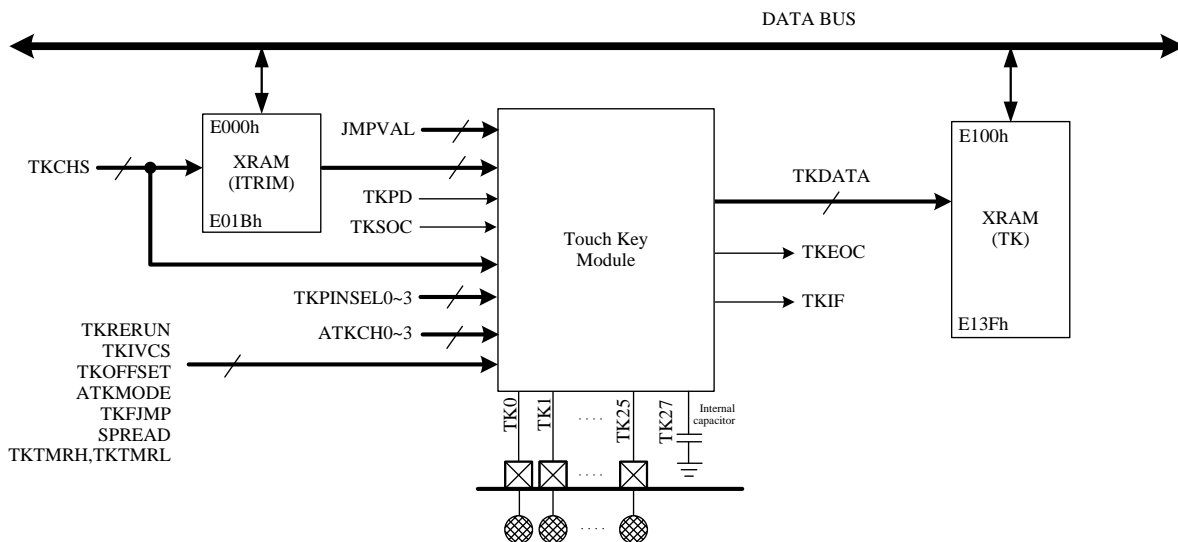 DATA BUS
E000h
XRAM
(ITRIM)
E01Bh
TKCHS
JMPVAL
TKPD
TKSOC
TKPINSEL0~3
ATKCH0~3
TKRERUN
TKIVCS
TKOFFSET
ATKMODE
TKFJMP
SPREAD
TKTMRH,TKTMRL
Touch Key
Module
TKDATA
TKEOC
TKIF
E100h
XRAM
(TK)
E13Fh
TK0
TK1
....
TK25
TK27
Internal
capacitor
....
....